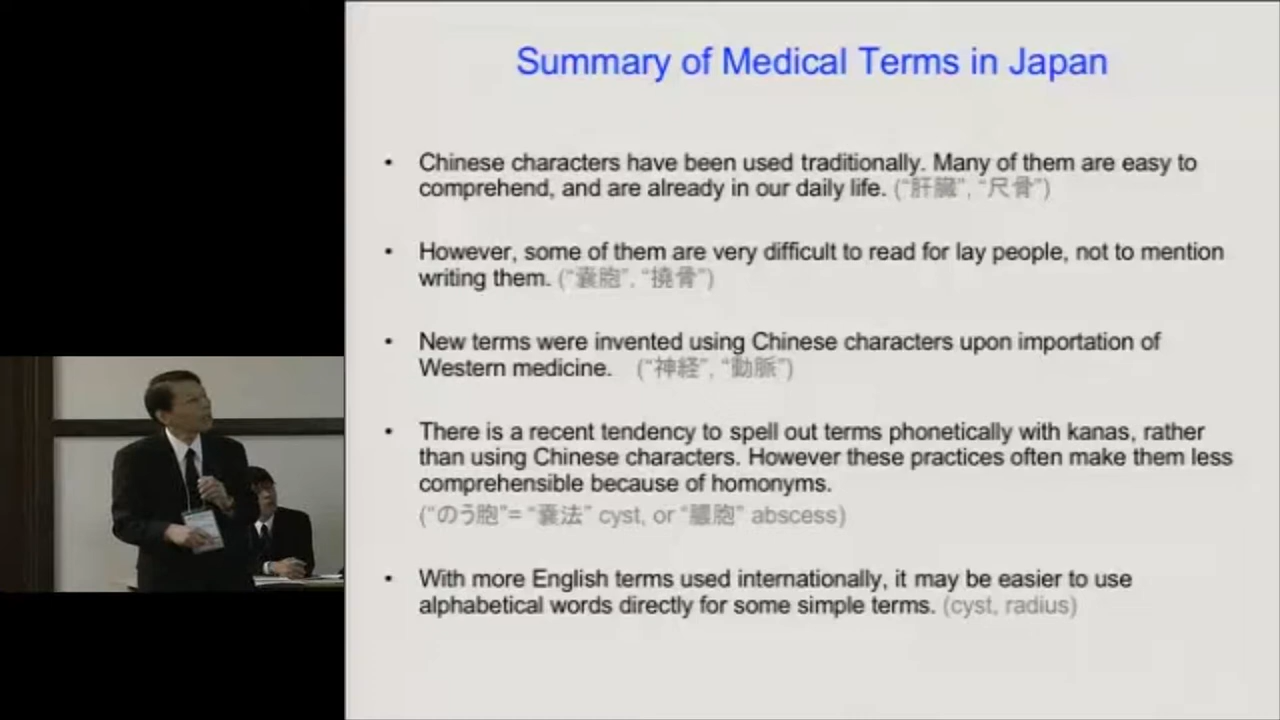 Summary of Medical Terms in Japan
• Chinese characters have been used traditionally. Many of them are easy to
comprehend, and are already in our daily life. (“肝臓”, “尺骨”)
• However, some of them are very difficult to read for lay people, not to mention
writing them. (“嚢胞”, “撓骨”)
• New terms were invented using Chinese characters upon importation of
Western medicine. (“神経”, “動脈”)
• There is a recent tendency to spell out terms phonetically with kanas, rather
than using Chinese characters. However these practices often make them less
comprehensible because of homonyms.
(“のう胞”= “嚢法” cyst, or “膿胞” abscess)
• With more English terms used internationally, it may be easier to use
alphabetical words directly for some simple terms. (cyst, radius)